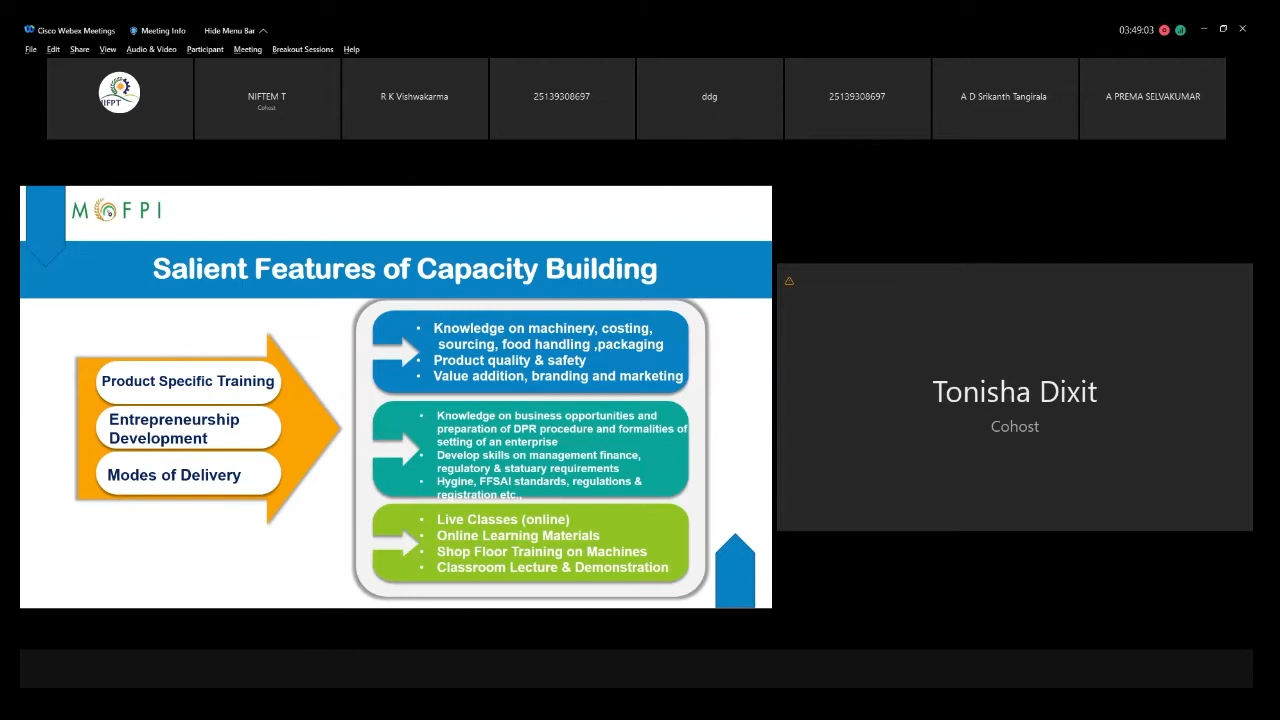 Cisco Webex Meetings Meeting Info Hide Menu Bar
03:49:03
File Edit Share View Audio & Video Participant Meeting Breakout Sessions Help
IIFPT
NIFTEM T
Cohost
R K Vishwakarma
25139308697
ddg
25139308697
A D Srikanth Tangirala
A PREMA SELVAKUMAR
MOFPI
Salient Features of Capacity Building
Product Specific Training
Entrepreneurship
Development
Modes of Delivery
• Knowledge on machinery, costing,
sourcing, food handling ,packaging
• Product quality & safety
• Value addition, branding and marketing
• Knowledge on business opportunities and
preparation of DPR procedure and formalities of
setting of an enterprise
• Develop skills on management finance,
regulatory & statuary requirements
• Hygine, FFSAI standards, regulations &
registration etc.,
• Live Classes (online)
• Online Learning Materials
• Shop Floor Training on Machines
• Classroom Lecture & Demonstration
Tonisha Dixit
Cohost